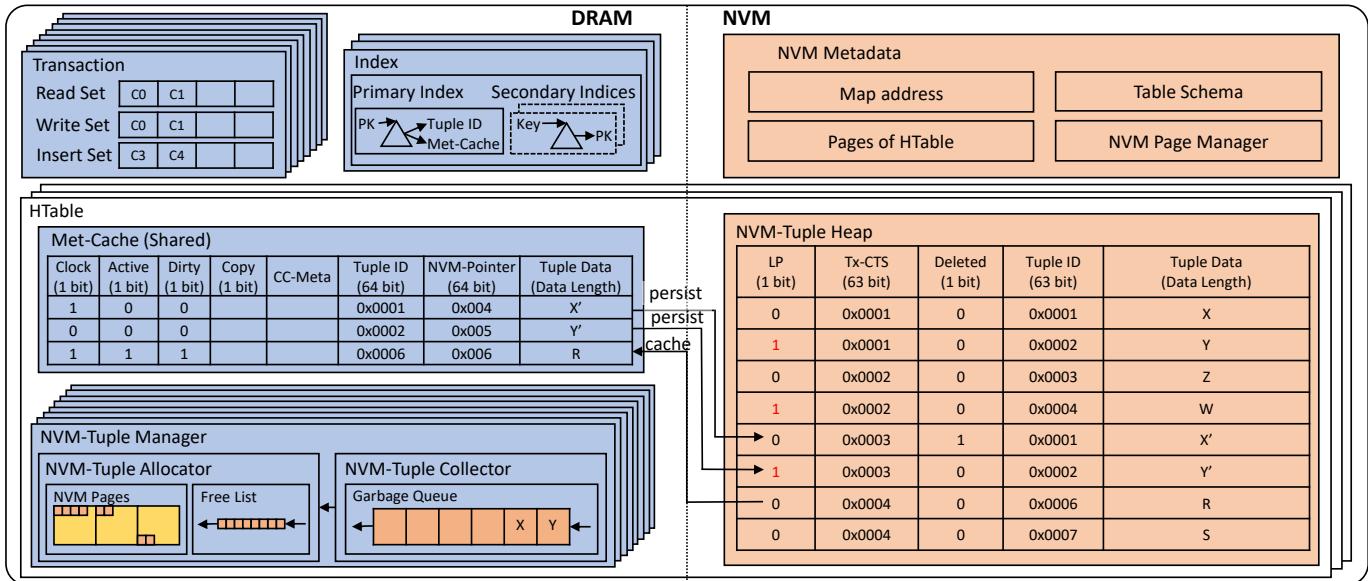 DRAM NVM
Transaction
Read Set C0 C1
Write Set C0 C1
Insert Set C3 C4
Index
Primary Index Secondary Indices
PK Tuple ID Met-Cache
Key PK
NVM Metadata
Map address Table Schema
Pages of HTable NVM Page Manager
HTable
Met-Cache (Shared)
Clock (1 bit) Active (1 bit) Dirty (1 bit) Copy (1 bit) CC-Meta Tuple ID (64 bit) NVM-Pointer (64 bit) Tuple Data (Data Length)
1 0 0 0x0001 0x004 X’
0 0 0 0x0002 0x005 Y’
1 1 1 0x0006 0x006 R
persist
persist
cache
NVM-Tuple Heap
LP (1 bit) Tx-CTS (63 bit) Deleted (1 bit) Tuple ID (63 bit) Tuple Data (Data Length)
0 0x0001 0 0x0001 X
1 0x0001 0 0x0002 Y
0 0x0002 0 0x0003 Z
1 0x0002 0 0x0004 W
0 0x0003 1 0x0001 X’
1 0x0003 0 0x0002 Y’
0 0x0004 0 0x0006 R
0 0x0004 0 0x0007 S
NVM-Tuple Manager
NVM-Tuple Allocator
NVM Pages Free List
NVM-Tuple Collector
Garbage Queue
X Y